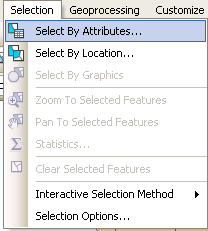 Selection Geoprocessing Customize
Select By Attributes...
Select By Location...
Select By Graphics
Zoom To Selected Features
Pan To Selected Features
Statistics...
Clear Selected Features
Interactive Selection Method
Selection Options...